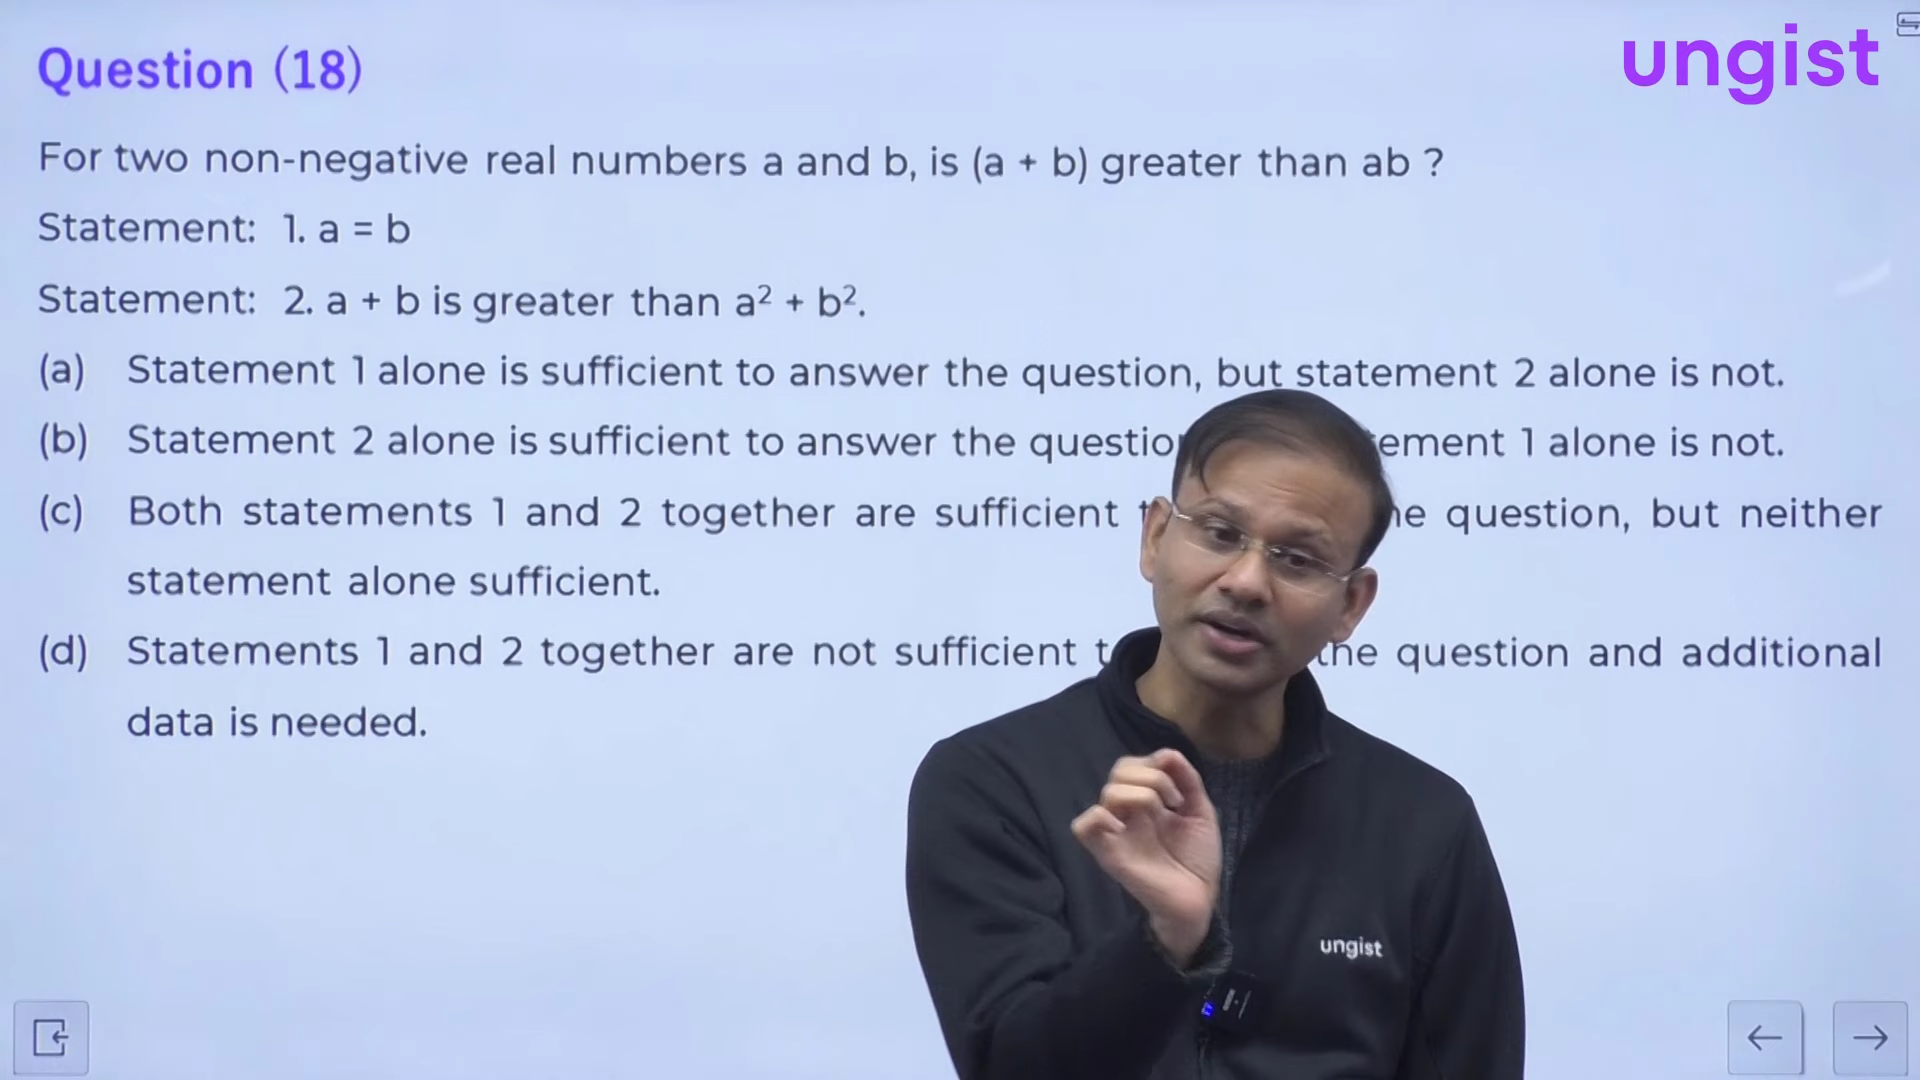 ungist
Question (18)
For two non-negative real numbers a and b, is (a + b) greater than ab ?
Statement: 1. a = b
Statement: 2. a + b is greater than a² + b².
(a) Statement 1 alone is sufficient to answer the question, but statement 2 alone is not.
(b) Statement 2 alone is sufficient to answer the 1 alone is not.
(c) Both statements 1 and 2 together are sufficient question, but neither
statement alone sufficient.
(d) Statements 1 and 2 together are not sufficient the question and additional
data is needed.
ungist